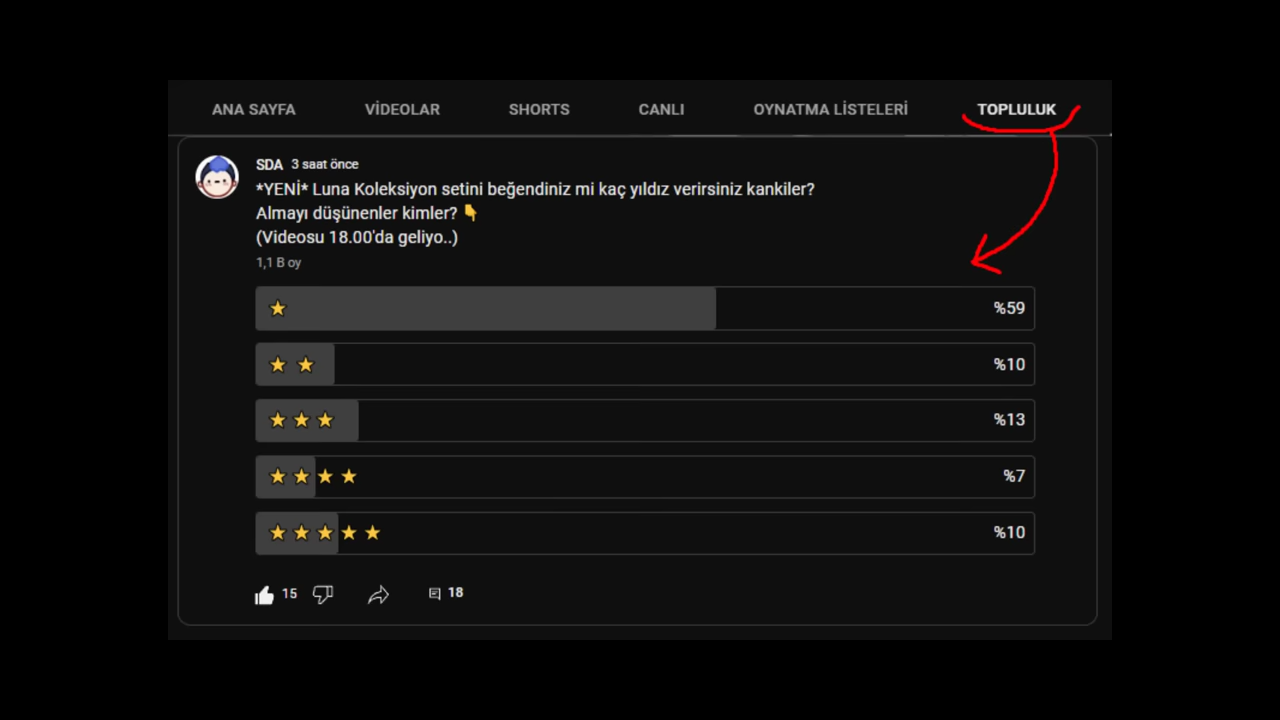 ANA SAYFA VİDEOLAR SHORTS CANLI OYNATMA LİSTELERİ TOPLULUK
SDA 3 saat önce
*YENİ* Luna Koleksiyon setini beğendiniz mi kaç yıldız verirsiniz kankiler?
Almayı düşünenler kimler? 👇
(Videosu 18.00'da geliyo..)
1,1 B oy
⭐ %59
⭐ ⭐ %10
⭐ ⭐ ⭐ %13
⭐ ⭐ ⭐ ⭐ %7
⭐ ⭐ ⭐ ⭐ ⭐ %10
15 18